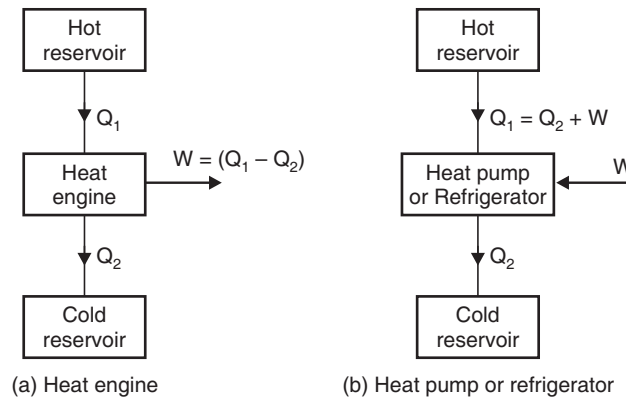 Hot
reservoir
Q₁
Heat
engine
W = (Q₁ – Q₂)
Q₂
Cold
reservoir
(a) Heat engine
Hot
reservoir
Q₁ = Q₂ + W
Heat pump
or Refrigerator
W
Q₂
Cold
reservoir
(b) Heat pump or refrigerator